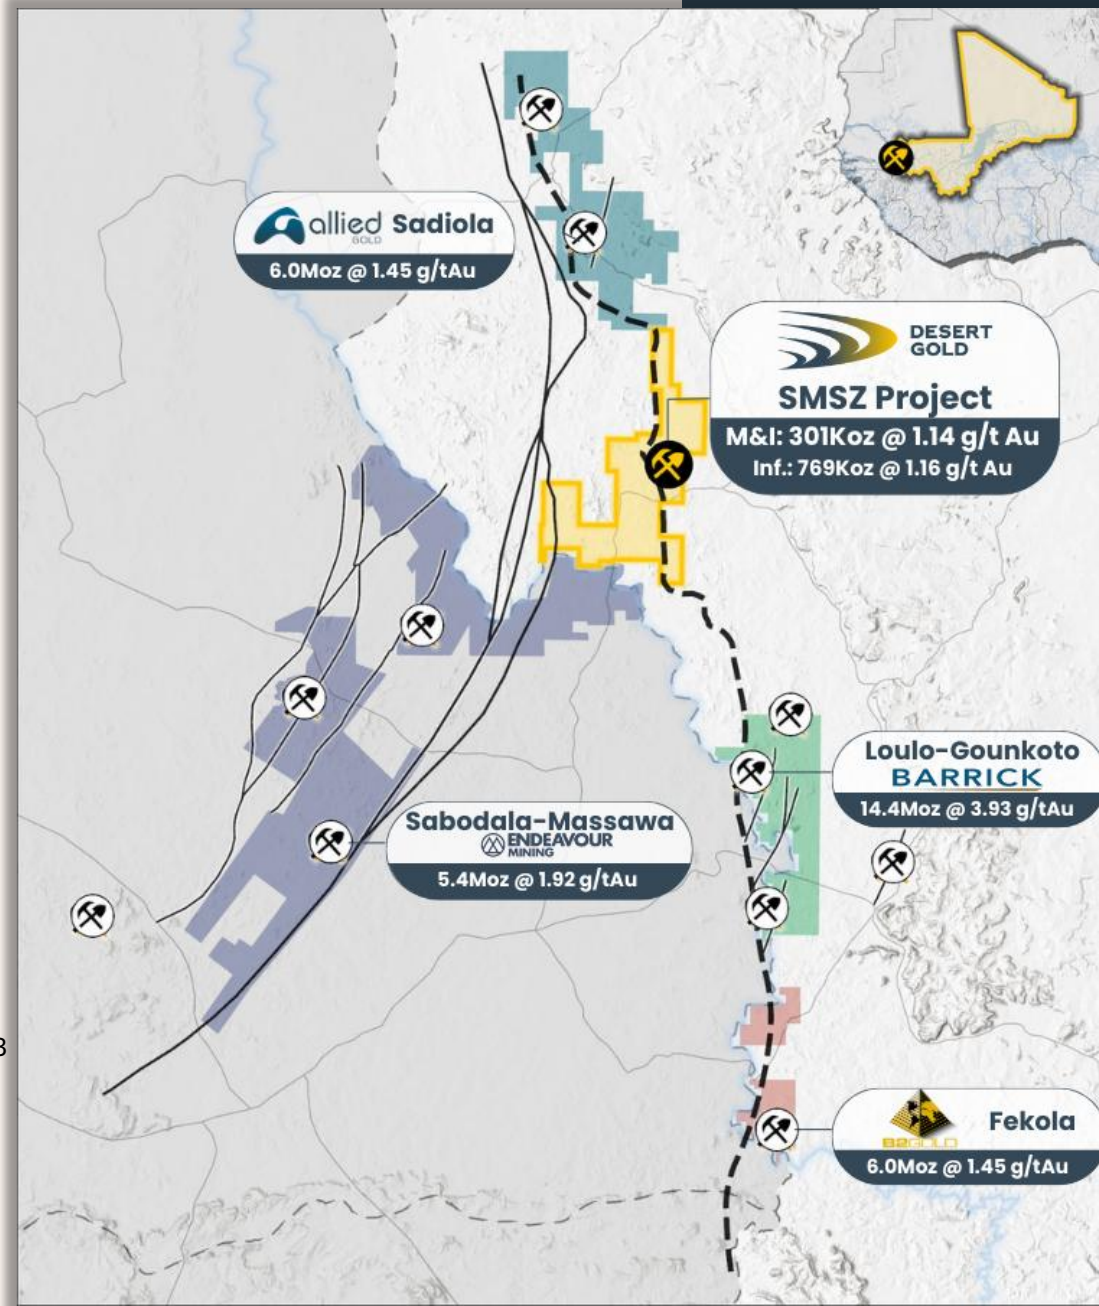 allied Sadiola
GOLD
6.0Moz @ 1.45 g/tAu
DESERT
GOLD
SMSZ Project
M&I: 301Koz @ 1.14 g/t Au
Inf.: 769Koz @ 1.16 g/t Au
Loulo-Gounkoto
BARRICK
14.4Moz @ 3.93 g/tAu
Sabodala-Massawa
ENDEAVOUR
MINING
5.4Moz @ 1.92 g/tAu
3
Fekola
B2GOLD
6.0Moz @ 1.45 g/tAu